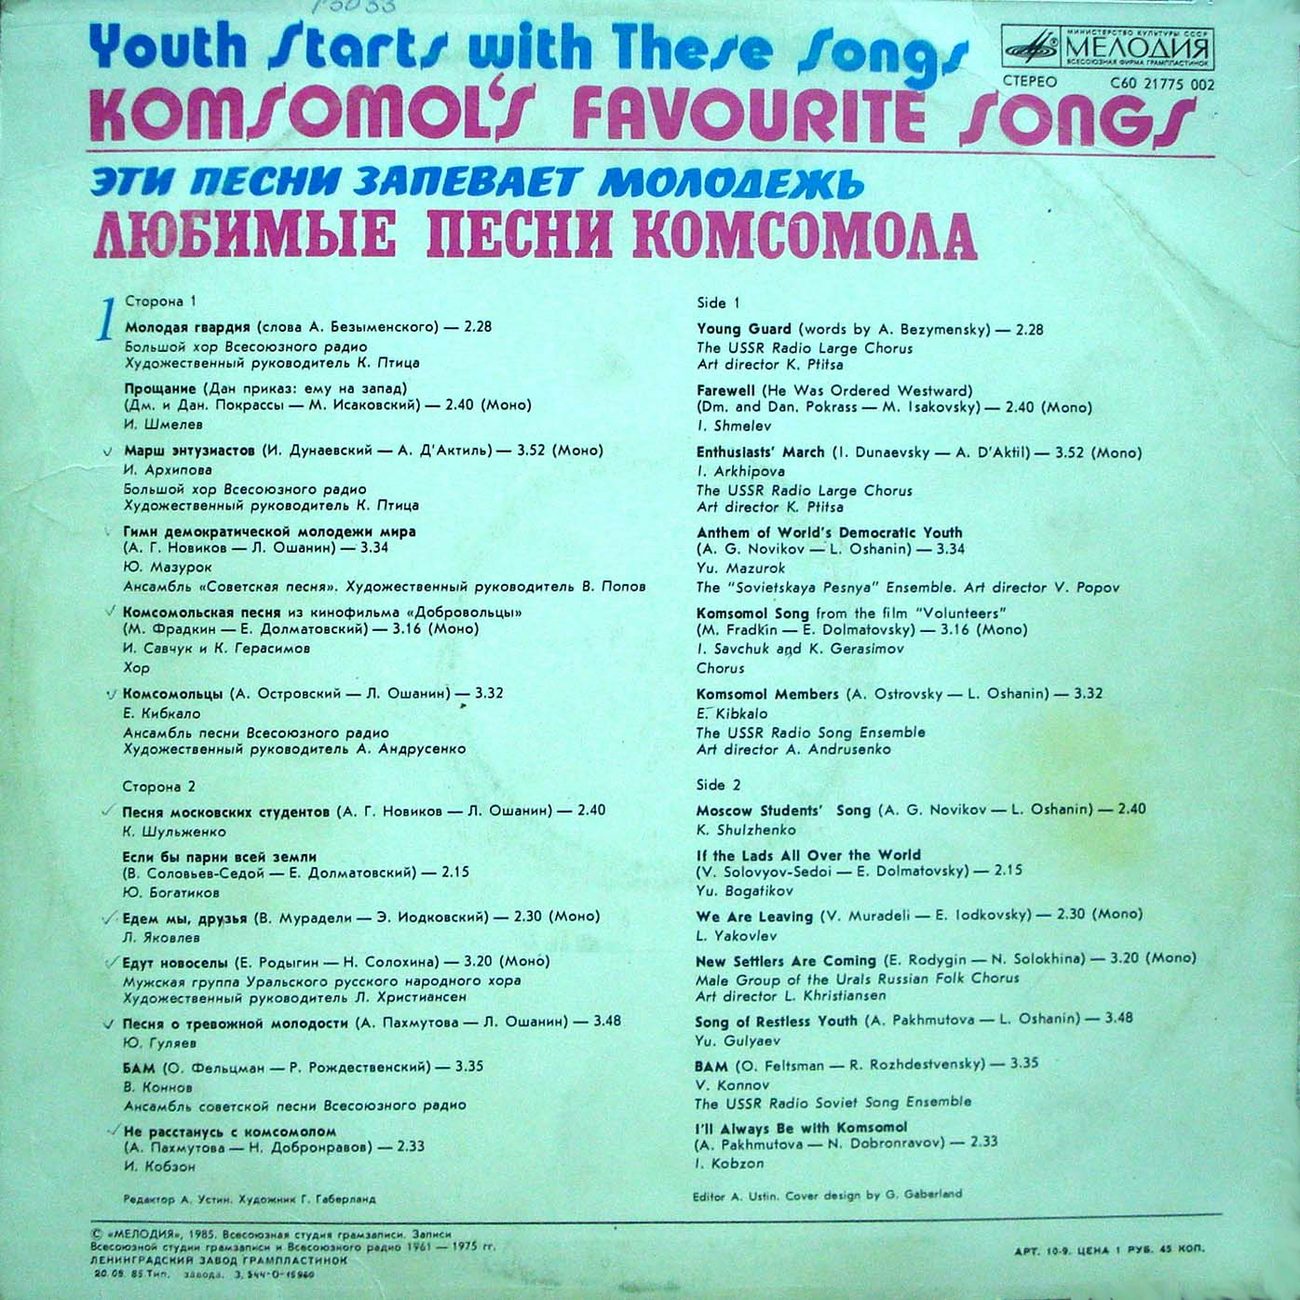 Youth Starts with These Songs
МИНИСТЕРСТВО КУЛЬТУРЫ СССР
МЕЛОДИЯ
ВСЕСОЮЗНАЯ ФИРМА ГРАМПЛАСТИНОК
СТЕРЕО С60 21775 002
KOMSOMOL'S FAVOURITE SONGS
ЭТИ ПЕСНИ ЗАПЕВАЕТ МОЛОДЕЖЬ
ЛЮБИМЫЕ ПЕСНИ КОМСОМОЛА
1
Сторона 1
Молодая гвардия (слова А. Безыменского) — 2.28
Большой хор Всесоюзного радио
Художественный руководитель К. Птица
Прощание (Дан приказ: ему на запад)
(Дм. и Дан. Покрассы — М. Исаковский) — 2.40 (Моно)
И. Шмелев
Марш энтузиастов (И. Дунаевский — А. Д'Актиль) — 3.52 (Моно)
И. Архипова
Большой хор Всесоюзного радио
Художественный руководитель К. Птица
Гимн демократической молодежи мира
(А. Г. Новиков — Л. Ошанин) — 3.34
Ю. Мазурок
Ансамбль «Советская песня». Художественный руководитель В. Попов
Комсомольская песня из кинофильма «Добровольцы»
(М. Фрадкин — Е. Долматовский) — 3.16 (Моно)
И. Савчук и К. Герасимов
Хор
Комсомольцы (А. Островский — Л. Ошанин) — 3.32
Е. Кибкало
Ансамбль песни Всесоюзного радио
Художественный руководитель А. Андрусенко
Сторона 2
Песня московских студентов (А. Г. Новиков — Л. Ошанин) — 2.40
К. Шульженко
Если бы парни всей земли
(В. Соловьев-Седой — Е. Долматовский) — 2.15
Ю. Богатиков
Едем мы, друзья (В. Мурадели — Э. Иодковский) — 2.30 (Моно)
Л. Яковлев
Едут новоселы (Е. Родыгин — Н. Солохина) — 3.20 (Моно)
Мужская группа Уральского русского народного хора
Художественный руководитель Л. Христиансен
Песня о тревожной молодости (А. Пахмутова — Л. Ошанин) — 3.48
Ю. Гуляев
БАМ (О. Фельцман — Р. Рождественский) — 3.35
В. Коннов
Ансамбль советской песни Всесоюзного радио
Не расстанусь с комсомолом
(А. Пахмутова — Н. Добронравов) — 2.33
И. Кобзон
Редактор А. Устин. Художник Г. Габерланд
Side 1
Young Guard (words by A. Bezymensky) — 2.28
The USSR Radio Large Chorus
Art director K. Ptitsa
Farewell (He Was Ordered Westward)
(Dm. and Dan. Pokrass — M. Isakovsky) — 2.40 (Mono)
I. Shmelev
Enthusiasts' March (I. Dunaevsky — A. D'Aktil) — 3.52 (Mono)
I. Arkhipova
The USSR Radio Large Chorus
Art director K. Ptitsa
Anthem of World's Democratic Youth
(A. G. Novikov — L. Oshanin) — 3.34
Yu. Mazurok
The "Sovietskaya Pesnya" Ensemble. Art director V. Popov
Komsomol Song from the film "Volunteers"
(M. Fradkin — E. Dolmatovsky) — 3.16 (Mono)
I. Savchuk and K. Gerasimov
Chorus
Komsomol Members (A. Ostrovsky — L. Oshanin) — 3.32
E. Kibkalo
The USSR Radio Song Ensemble
Art director A. Andrusenko
Side 2
Moscow Students' Song (A. G. Novikov — L. Oshanin) — 2.40
K. Shulzhenko
If the Lads All Over the World
(V. Solovyov-Sedoi — E. Dolmatovsky) — 2.15
Yu. Bogatikov
We Are Leaving (V. Muradeli — E. Iodkovsky) — 2.30 (Mono)
L. Yakovlev
New Settlers Are Coming (E. Rodygin — N. Solokhina) — 3.20 (Mono)
Male Group of the Urals Russian Folk Chorus
Art director L. Khristiansen
Song of Restless Youth (A. Pakhmutova — L. Oshanin) — 3.48
Yu. Gulyaev
BAM (O. Feltsman — R. Rozhdestvensky) — 3.35
V. Konnov
The USSR Radio Soviet Song Ensemble
I'll Always Be with Komsomol
(A. Pakhmutova — N. Dobronravov) — 2.33
I. Kobzon
Editor A. Ustin. Cover design by G. Gaberland
© «МЕЛОДИЯ», 1985. Всесоюзная студия грамзаписи. Записи
Всесоюзной студии грамзаписи и Всесоюзного радио 1961 — 1975 гг.
ЛЕНИНГРАДСКИЙ ЗАВОД ГРАМПЛАСТИНОК
20.09.85 Тип. завода. З. 544-0-15960
АРТ. 10-9. ЦЕНА 1 РУБ. 45 КОП.